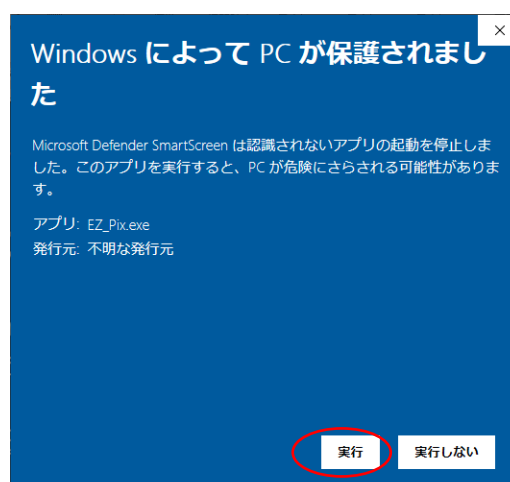 Windows によって PC が保護されまし
た
Microsoft Defender SmartScreen は認識されないアプリの起動を停止しま
した。このアプリを実行すると、PC が危険にさらされる可能性がありま
す。
アプリ: EZ_Pix.exe
発行元: 不明な発行元
実行
実行しない